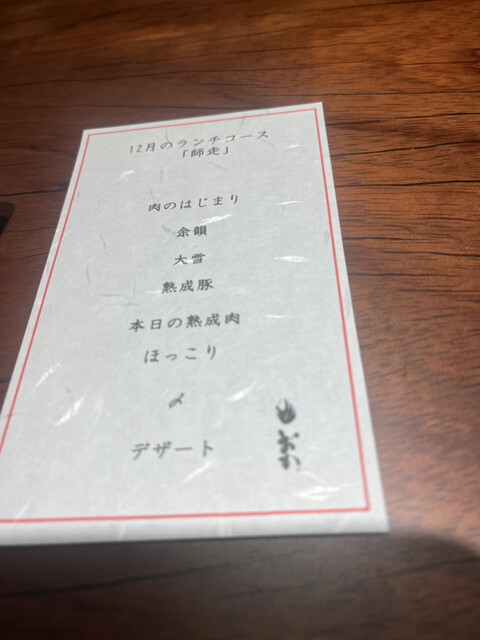 12月のランチコース
「師走」
肉のはじまり
余韻
大雪
熟成豚
本日の熟成肉
ほっこり
〆
デザート